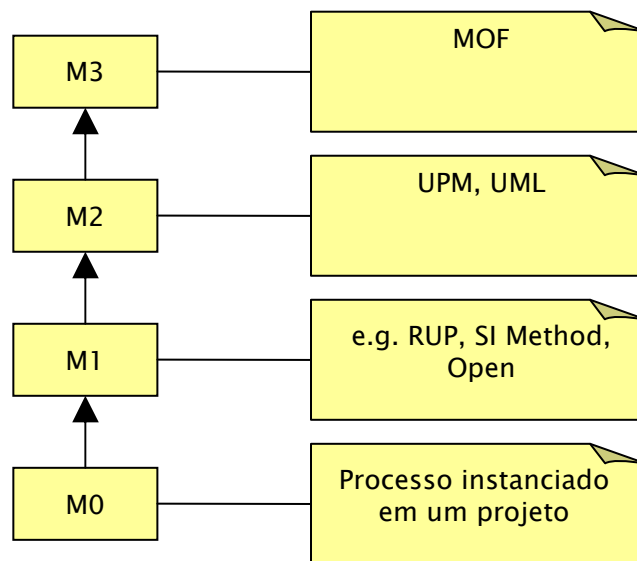 M3
MOF
M2
UPM, UML
M1
e.g. RUP, SI Method,
Open
M0
Processo instanciado
em um projeto